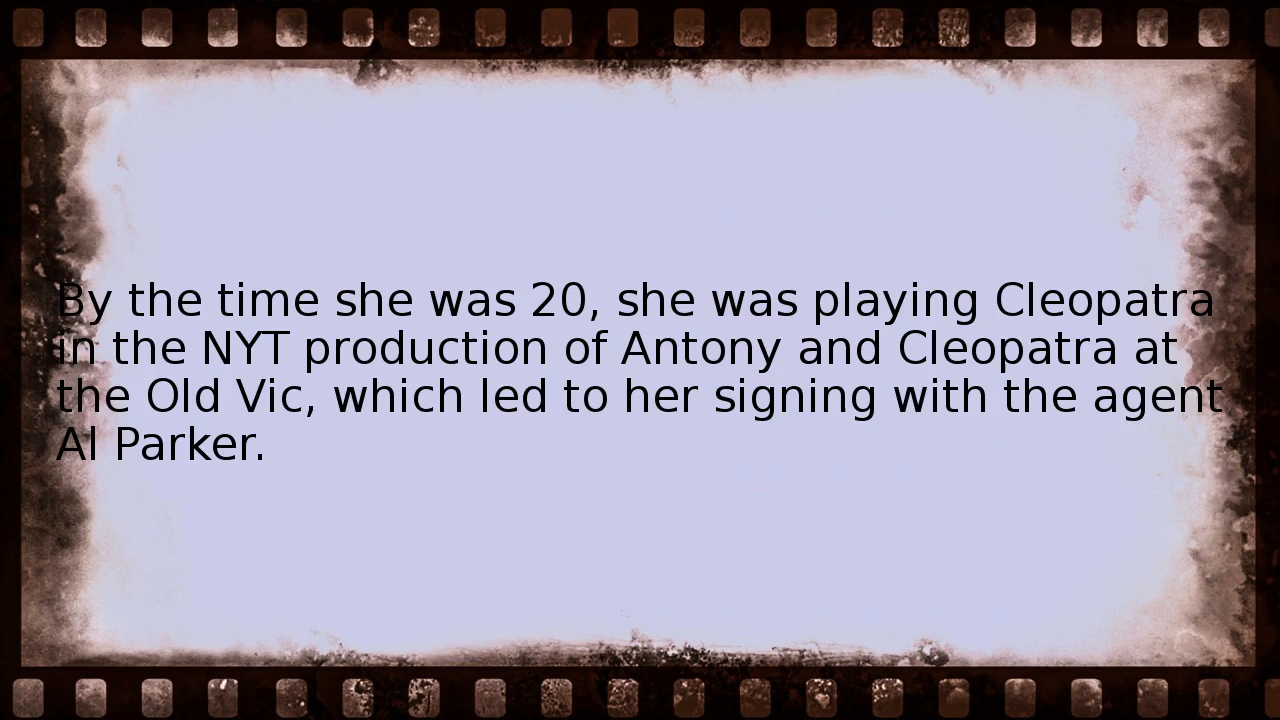 By the time she was 20, she was playing Cleopatra
in the NYT production of Antony and Cleopatra at
the Old Vic, which led to her signing with the agent
Al Parker.